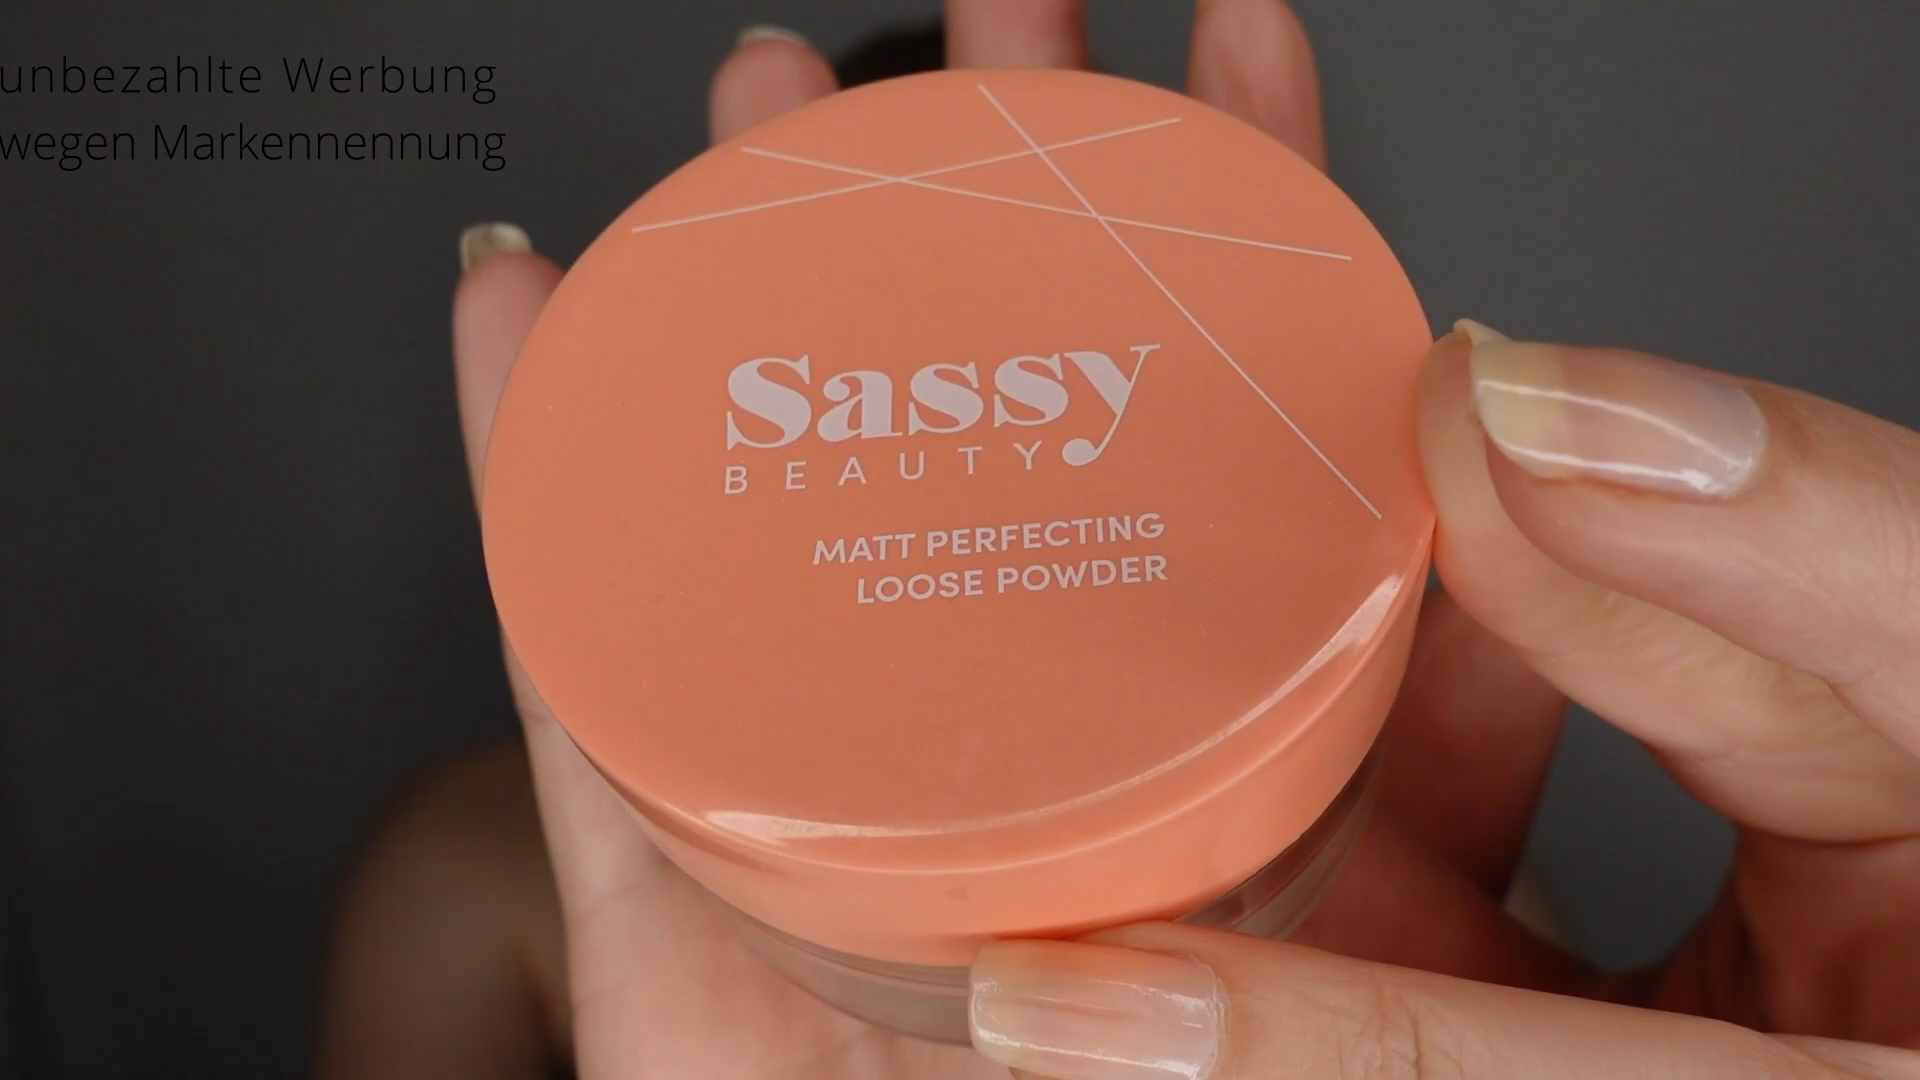 unbezahlte Werbung
wegen Markennennung
Sassy
BEAUTY
MATT PERFECTING
LOOSE POWDER